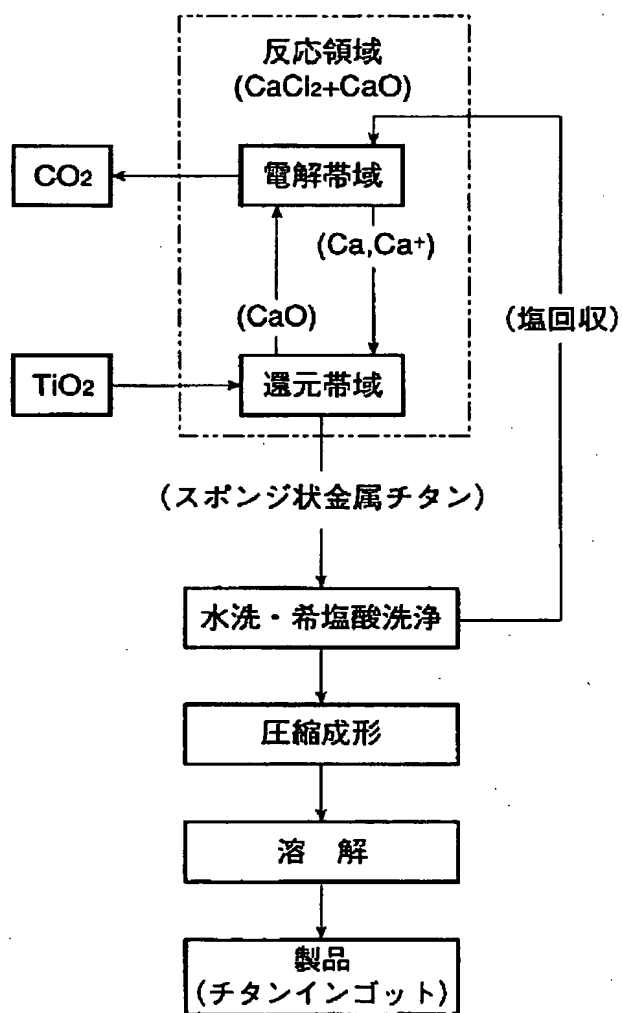 反応領域
(CaCl₂+CaO)
CO₂
電解帯域
(Ca,Ca⁺)
(CaO)
(塩回収)
TiO₂
還元帯域
(スポンジ状金属チタン)
水洗・希塩酸洗浄
圧縮成形
溶 解
製品
(チタンインゴット)